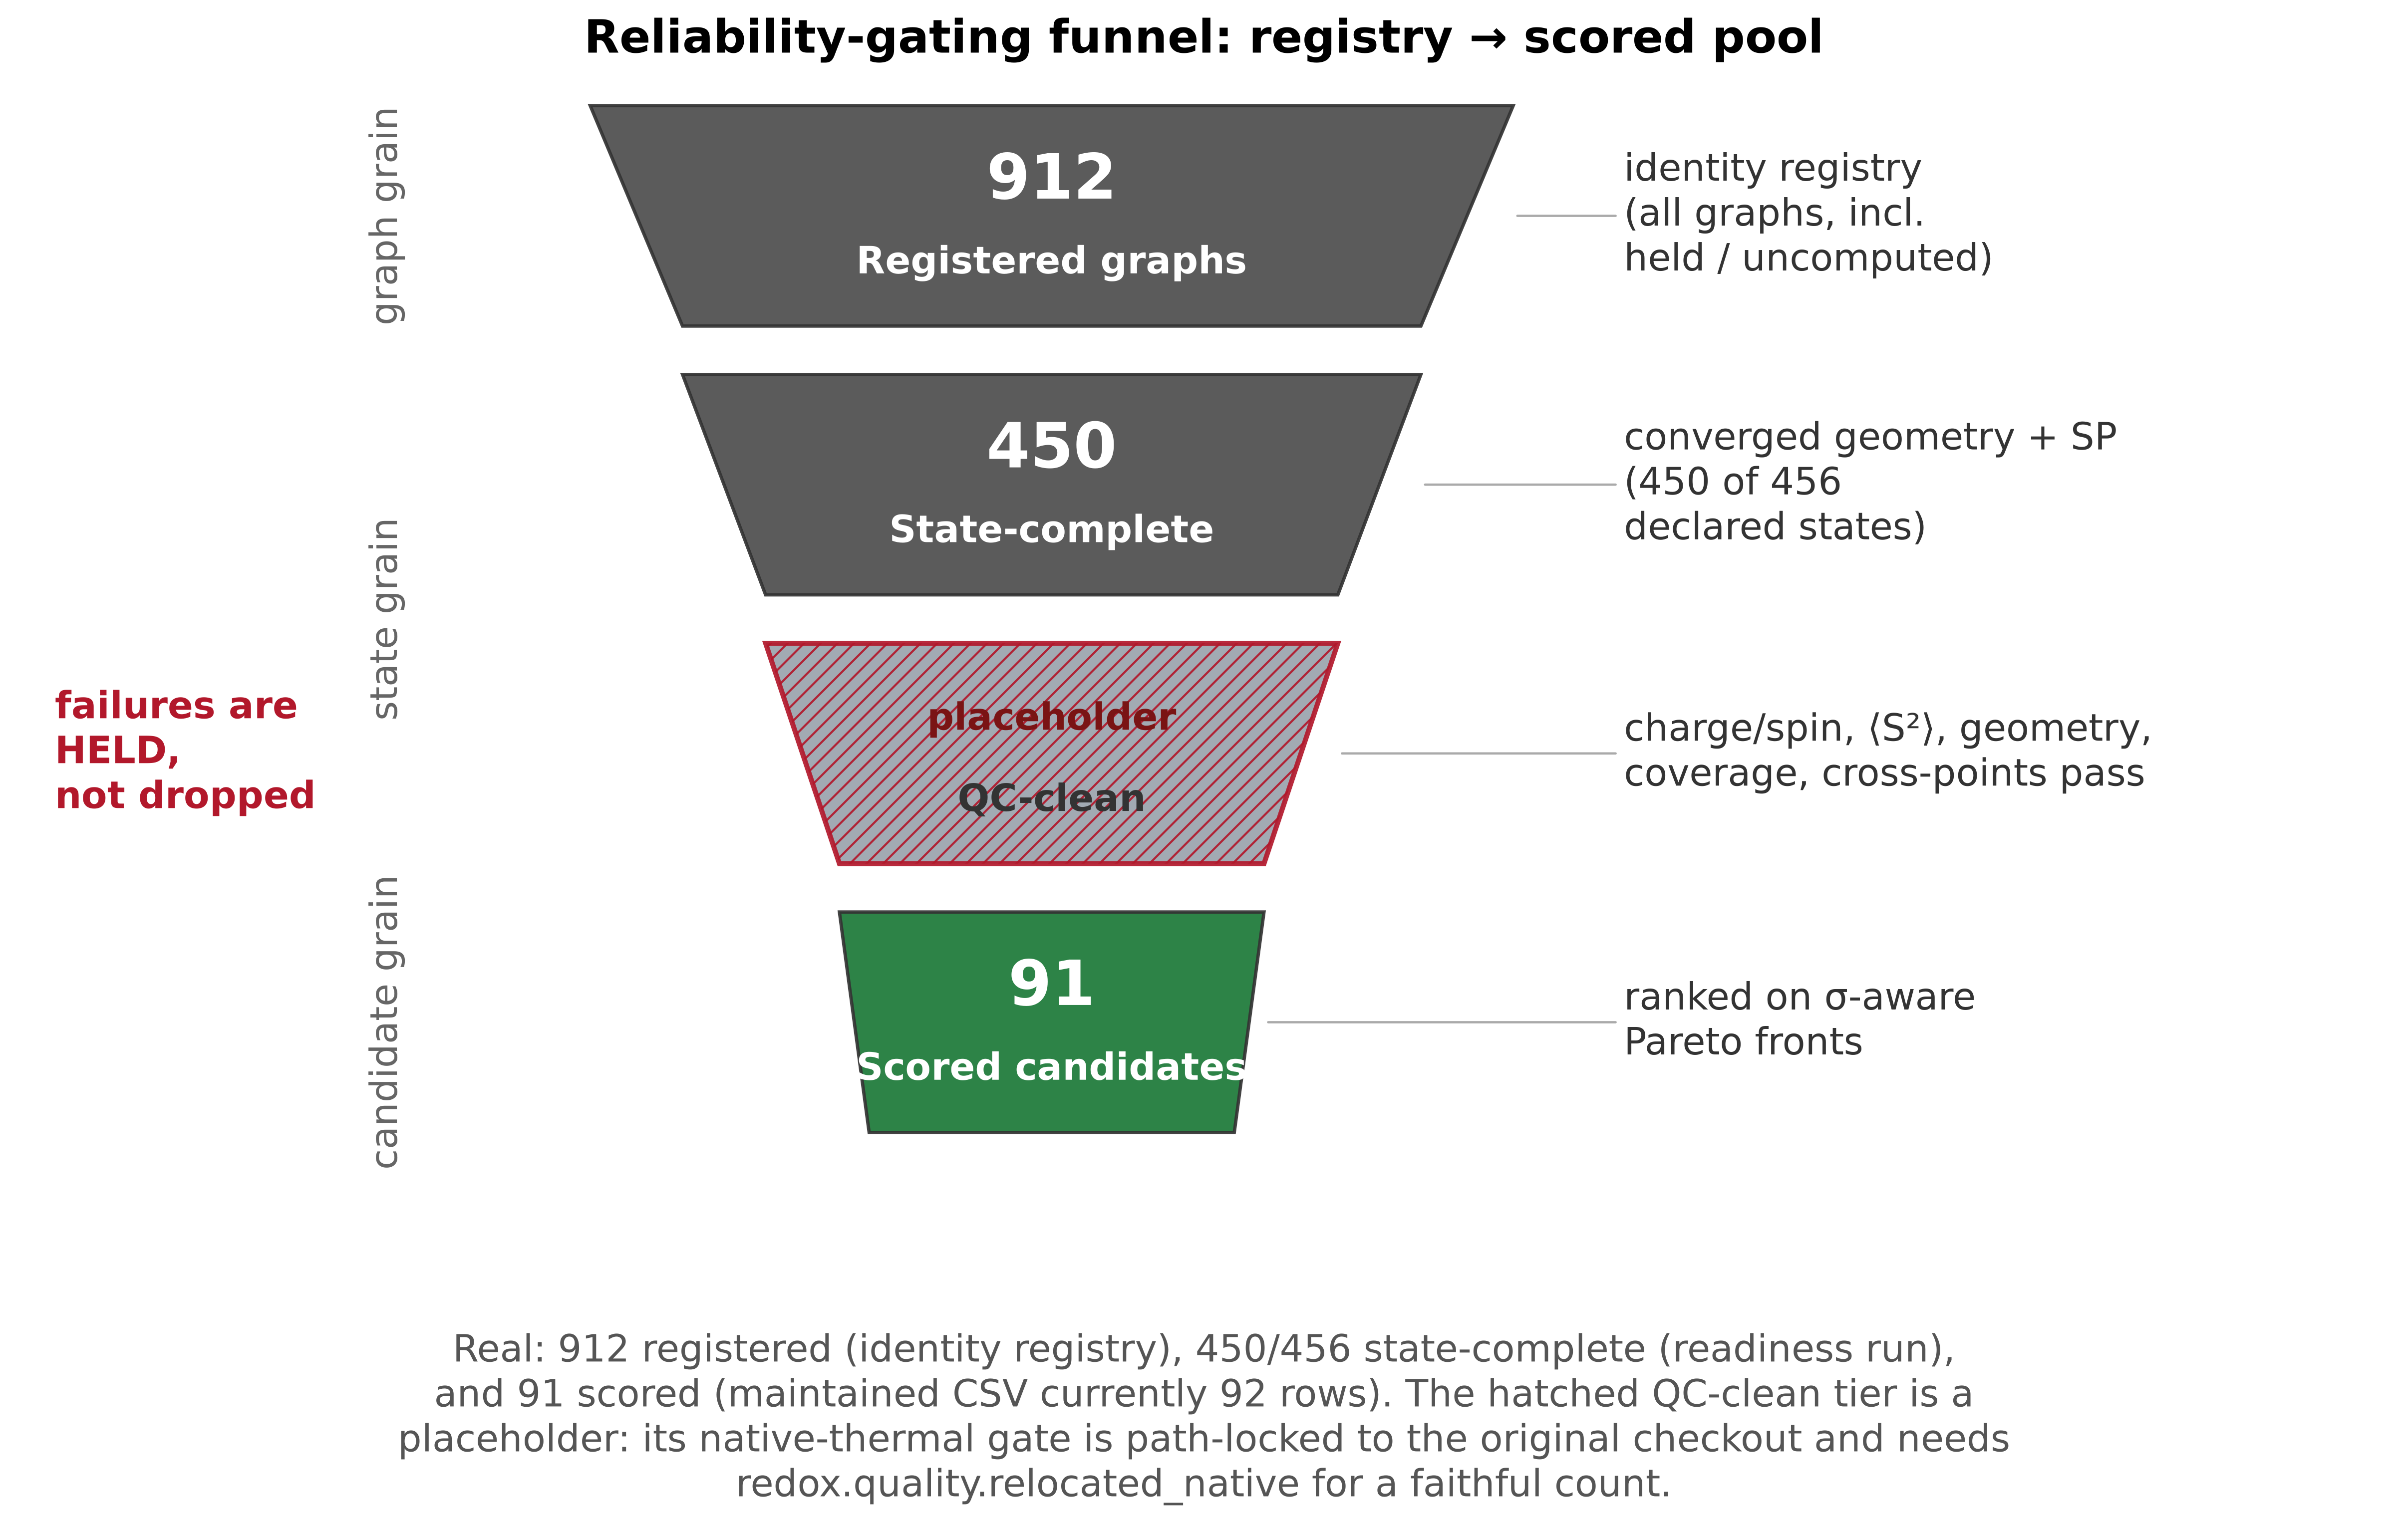 Reliability-gating funnel: registry → scored pool
graph grain
912
Registered graphs
identity registry
(all graphs, incl.
held / uncomputed)
state grain
450
State-complete
converged geometry + SP
(450 of 456
declared states)
failures are
HELD,
not dropped
placeholder
QC-clean
charge/spin, ⟨S²⟩, geometry,
coverage, cross-points pass
candidate grain
91
Scored candidates
ranked on σ-aware
Pareto fronts
Real: 912 registered (identity registry), 450/456 state-complete (readiness run),
and 91 scored (maintained CSV currently 92 rows). The hatched QC-clean tier is a
placeholder: its native-thermal gate is path-locked to the original checkout and needs
redox.quality.relocated_native for a faithful count.